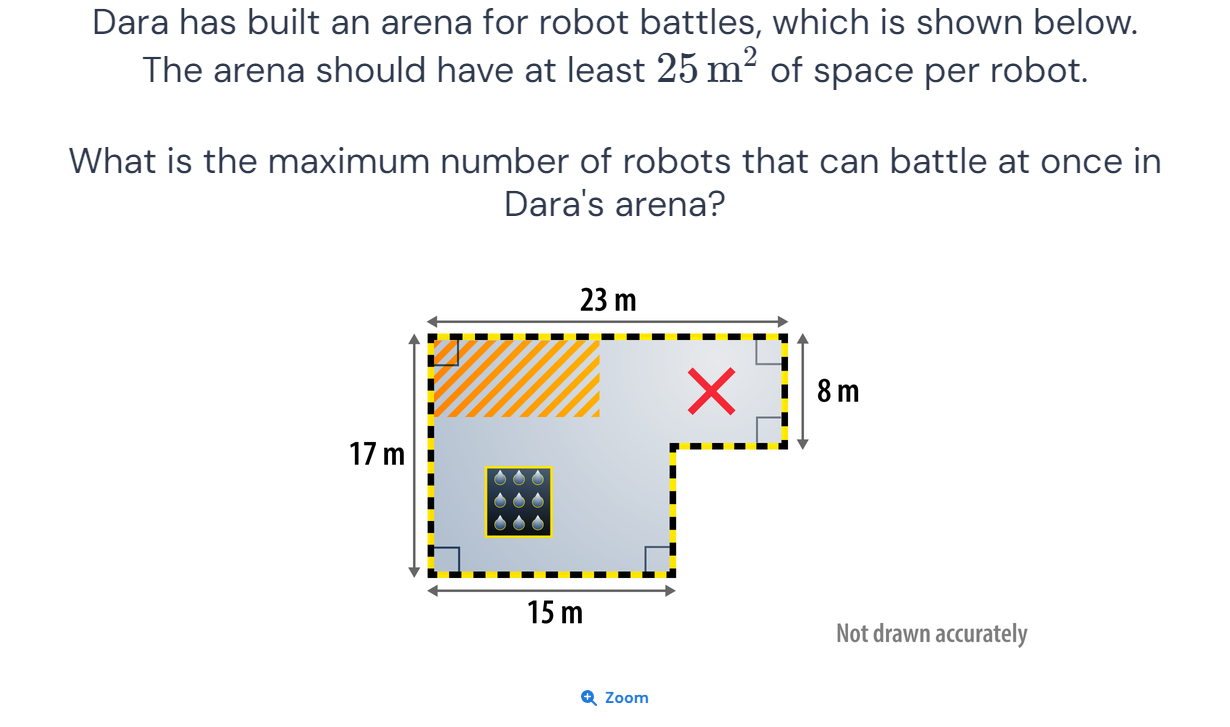 Dara has built an arena for robot battles, which is shown below.
The arena should have at least 25 m² of space per robot.
What is the maximum number of robots that can battle at once in
Dara's arena?
23 m
8 m
17 m
15 m
Not drawn accurately
Zoom